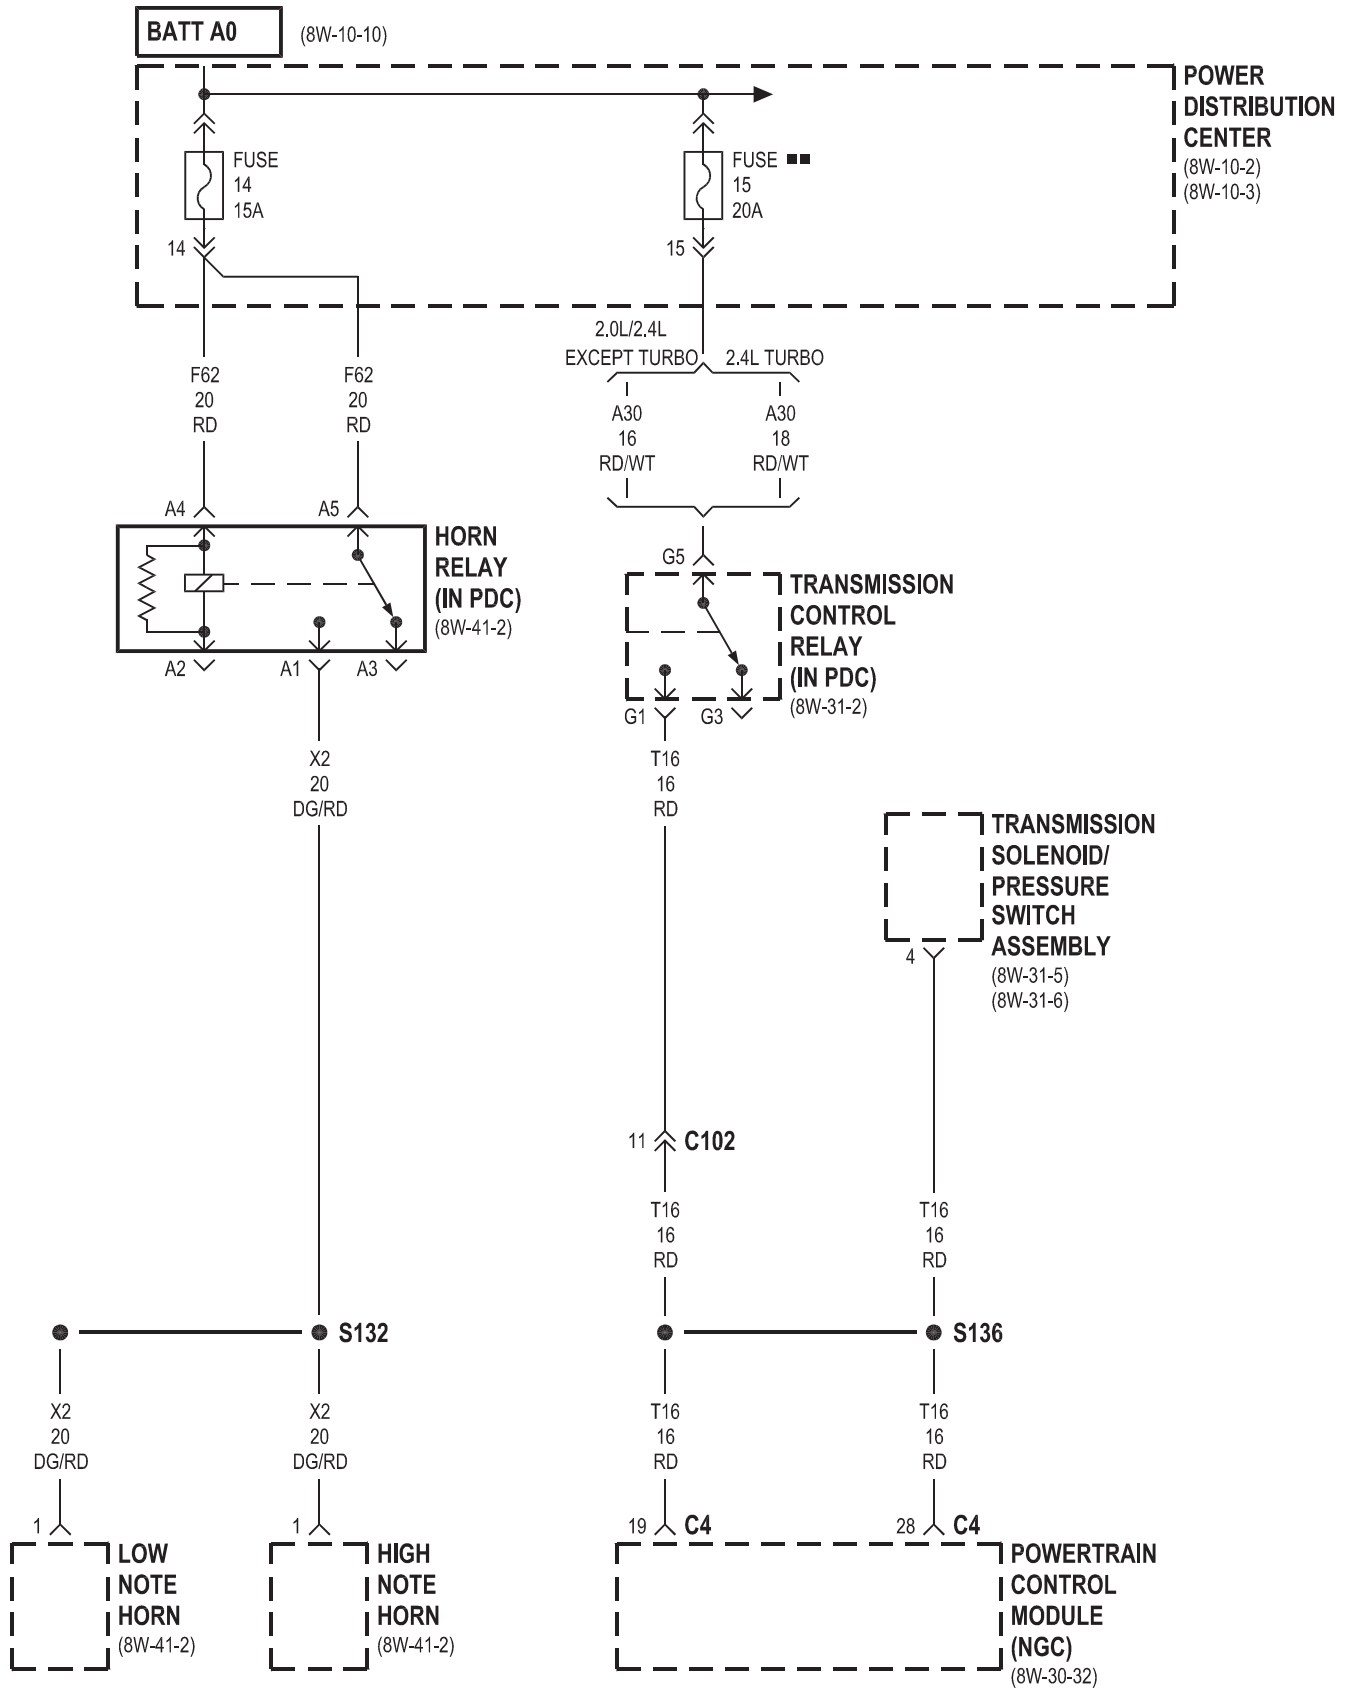 BATT A0
(8W-10-10)
POWER
DISTRIBUTION
CENTER
(8W-10-2)
(8W-10-3)
FUSE
14
15A
14
FUSE
15
20A
15
2.0L/2.4L
EXCEPT TURBO
2.4L TURBO
F62
20
RD
F62
20
RD
A30
16
RD/WT
A30
18
RD/WT
A4
A5
HORN
RELAY
(IN PDC)
(8W-41-2)
A2
A1
A3
G5
TRANSMISSION
CONTROL
RELAY
(IN PDC)
(8W-31-2)
G1
G3
X2
20
DG/RD
T16
16
RD
TRANSMISSION
SOLENOID/
PRESSURE
SWITCH
ASSEMBLY
(8W-31-5)
(8W-31-6)
4
11
C102
T16
16
RD
T16
16
RD
S132
S136
X2
20
DG/RD
X2
20
DG/RD
T16
16
RD
T16
16
RD
1
1
19
C4
28
C4
LOW
NOTE
HORN
(8W-41-2)
HIGH
NOTE
HORN
(8W-41-2)
POWERTRAIN
CONTROL
MODULE
(NGC)
(8W-30-32)